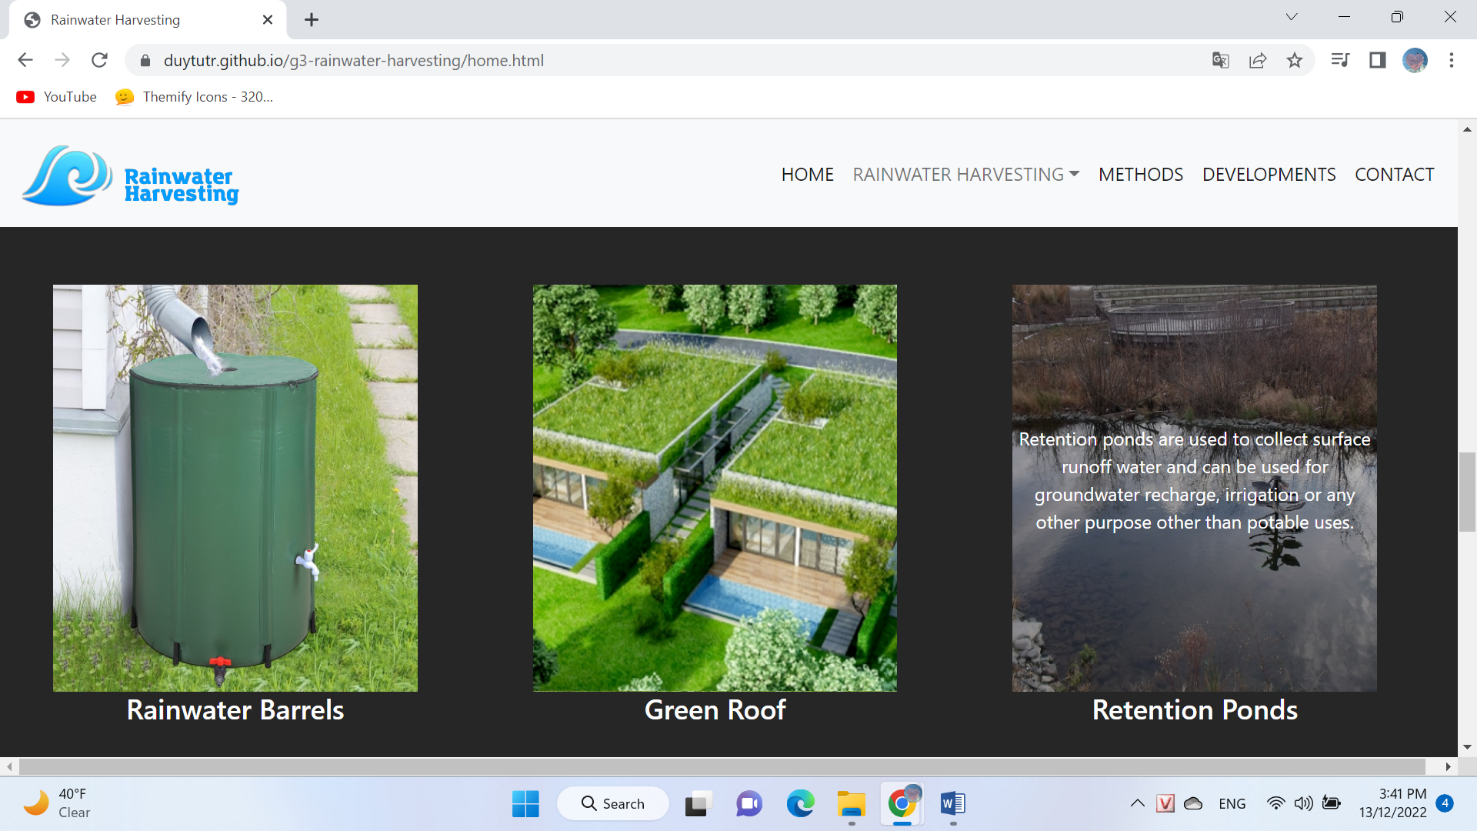 Rainwater Harvesting
duytutr.github.io/g3-rainwater-harvesting/home.html
YouTube
Themify Icons - 320...
Rainwater
Harvesting
HOME
RAINWATER HARVESTING
METHODS
DEVELOPMENTS
CONTACT
Retention ponds are used to collect surface
runoff water and can be used for
groundwater recharge, irrigation or any
other purpose other than potable uses.
Rainwater Barrels
Green Roof
Retention Ponds
40°F
Clear
Search
W
V
ENG
3:41 PM
13/12/2022
4